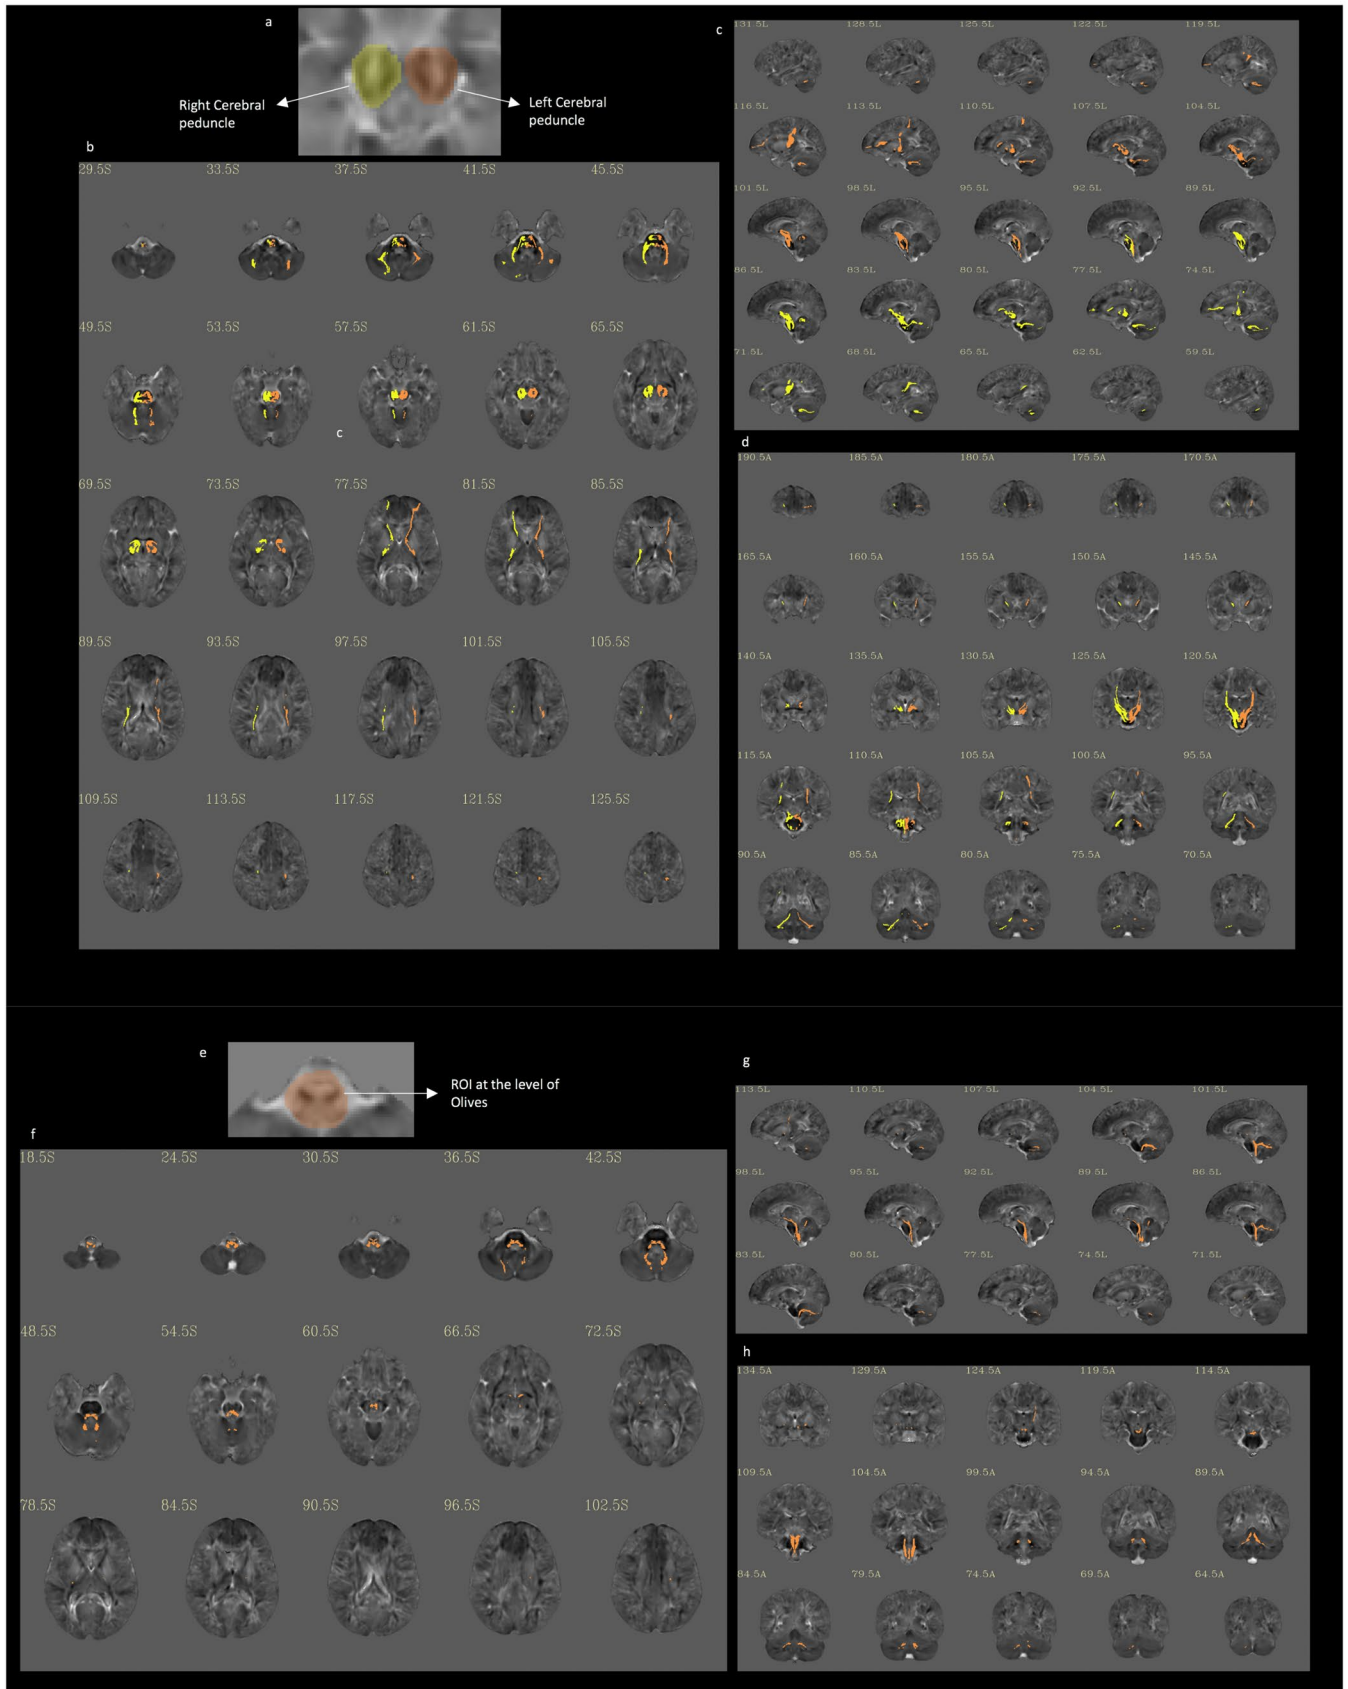 a
Right Cerebral
peduncle
Left Cerebral
peduncle
b
29.5S 33.5S 37.5S 41.5S 45.5S
49.5S 53.5S 57.5S 61.5S 65.5S
c
69.5S 73.5S 77.5S 81.5S 85.5S
89.5S 93.5S 97.5S 101.5S 105.5S
109.5S 113.5S 117.5S 121.5S 125.5S
c
131.5L 128.5L 125.5L 122.5L 119.5L
116.5L 113.5L 110.5L 107.5L 104.5L
101.5L 98.5L 95.5L 92.5L 89.5L
86.5L 83.5L 80.5L 77.5L 74.5L
71.5L 68.5L 65.5L 62.5L 59.5L
d
190.5A 185.5A 180.5A 175.5A 170.5A
165.5A 160.5A 155.5A 150.5A 145.5A
140.5A 135.5A 130.5A 125.5A 120.5A
115.5A 110.5A 105.5A 100.5A 95.5A
90.5A 85.5A 80.5A 75.5A 70.5A
e
ROI at the level of
Olives
f
18.5S 24.5S 30.5S 36.5S 42.5S
48.5S 54.5S 60.5S 66.5S 72.5S
78.5S 84.5S 90.5S 96.5S 102.5S
g
113.5L 110.5L 107.5L 104.5L 101.5L
98.5L 95.5L 92.5L 89.5L 86.5L
83.5L 80.5L 77.5L 74.5L 71.5L
h
134.5A 129.5A 124.5A 119.5A 114.5A
109.5A 104.5A 99.5A 94.5A 89.5A
84.5A 79.5A 74.5A 69.5A 64.5A